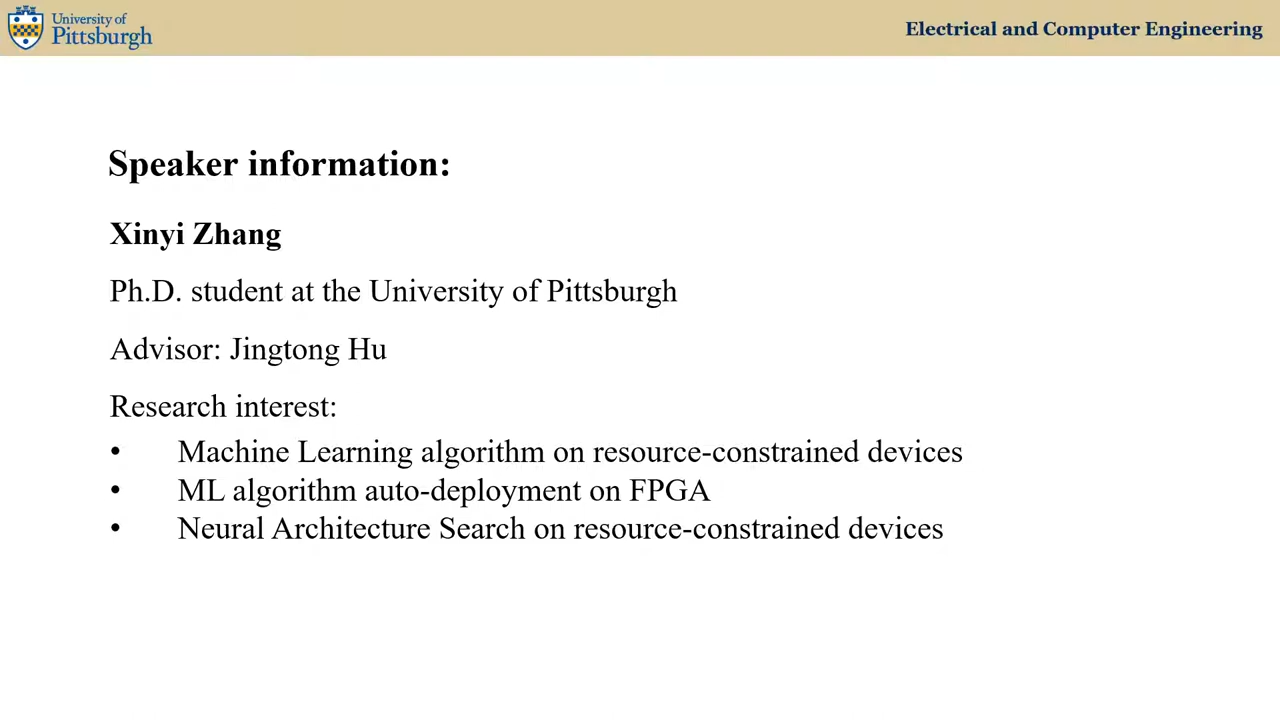 University of
Pittsburgh
Electrical and Computer Engineering
Speaker information:
Xinyi Zhang
Ph.D. student at the University of Pittsburgh
Advisor: Jingtong Hu
Research interest:
• Machine Learning algorithm on resource-constrained devices
• ML algorithm auto-deployment on FPGA
• Neural Architecture Search on resource-constrained devices